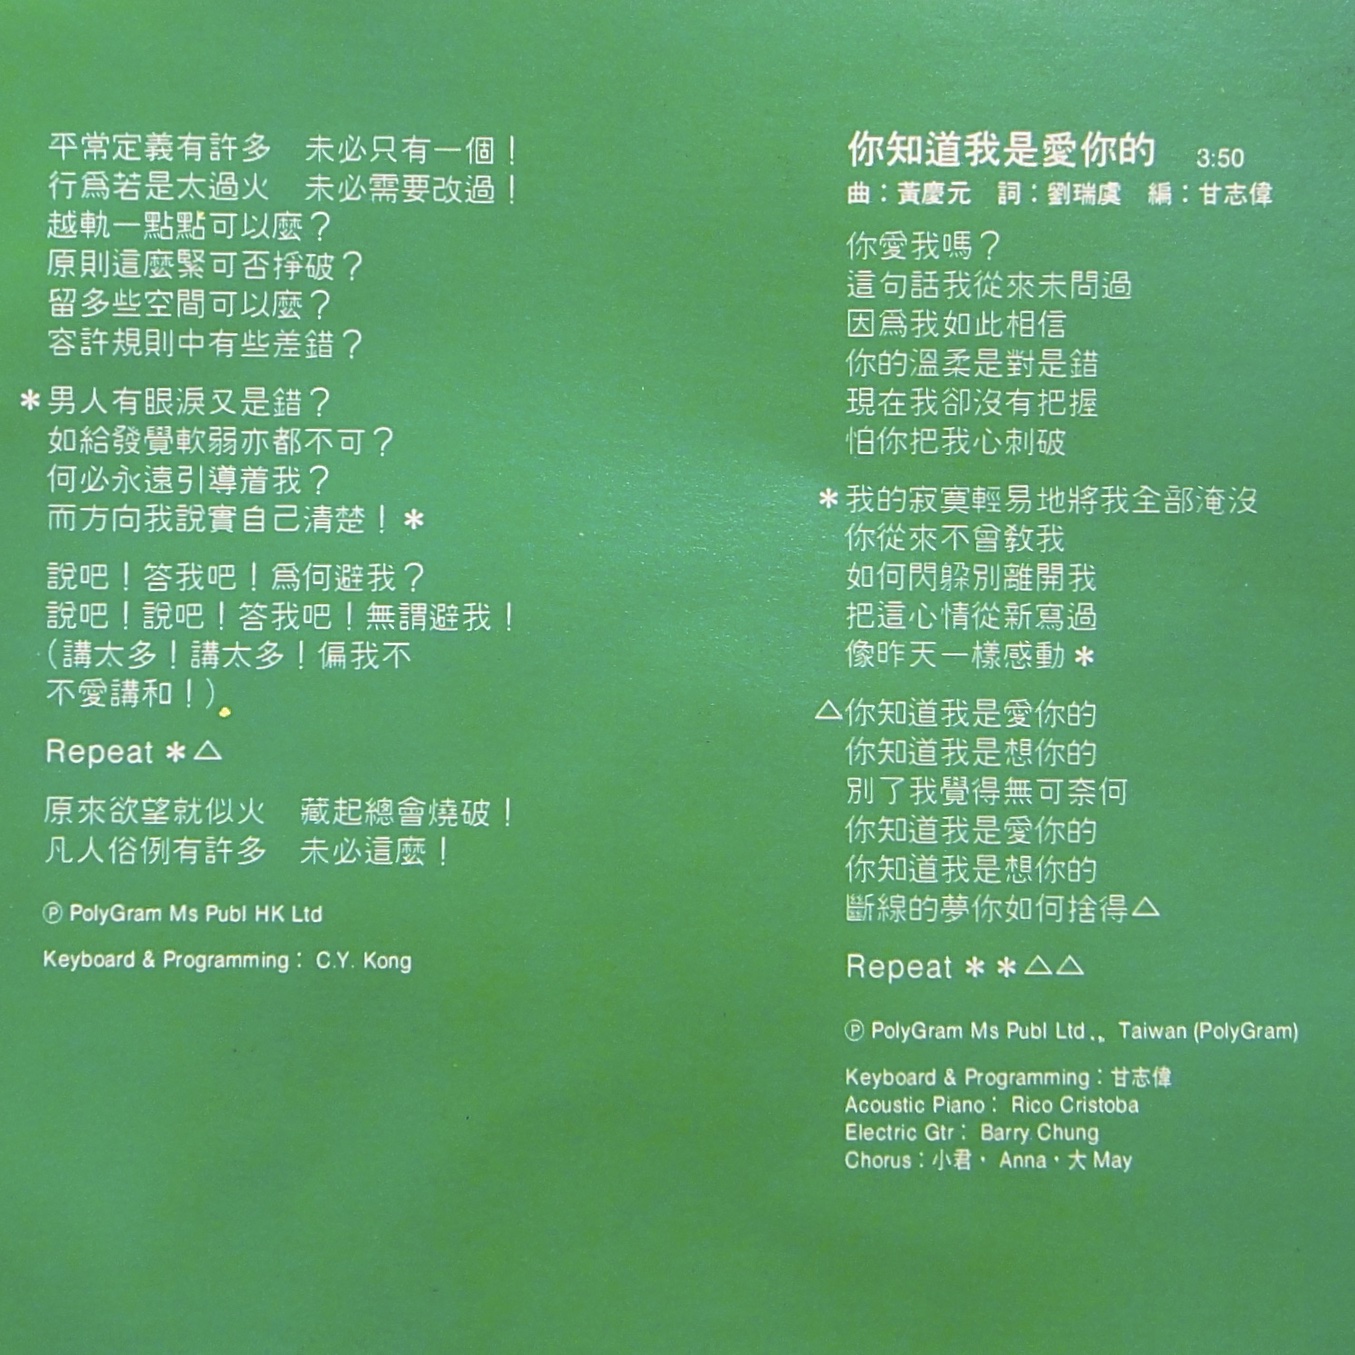 平常定義有許多　未必只有一個！
行爲若是太過火　未必需要改過！
越軌一點點可以麼？
原則這麼緊可否掙破？
留多些空間可以麼？
容許規則中有些差錯？
＊男人有眼淚又是錯？
如給發覺軟弱亦都不可？
何必永遠引導着我？
而方向我說實自己清楚！＊
說吧！答我吧！爲何避我？
說吧！說吧！答我吧！無謂避我！
（講太多！講太多！偏我不
不愛講和！）
Repeat ＊△
原來欲望就似火　藏起總會燒破！
凡人俗例有許多　未必這麼！
Ⓟ PolyGram Ms Publ HK Ltd
Keyboard & Programming： C.Y. Kong
你知道我是愛你的　3:50
曲：黃慶元　詞：劉瑞虞　編：甘志偉
你愛我嗎？
這句話我從來未問過
因爲我如此相信
你的溫柔是對是錯
現在我卻沒有把握
怕你把我心刺破
＊我的寂寞輕易地將我全部淹沒
你從來不曾教我
如何閃躲別離開我
把這心情從新寫過
像昨天一樣感動＊
△你知道我是愛你的
你知道我是想你的
別了我覺得無可奈何
你知道我是愛你的
你知道我是想你的
斷線的夢你如何捨得△
Repeat ＊＊△△
Ⓟ PolyGram Ms Publ Ltd., Taiwan (PolyGram)
Keyboard & Programming：甘志偉
Acoustic Piano： Rico Cristoba
Electric Gtr： Barry Chung
Chorus：小君・Anna・大May